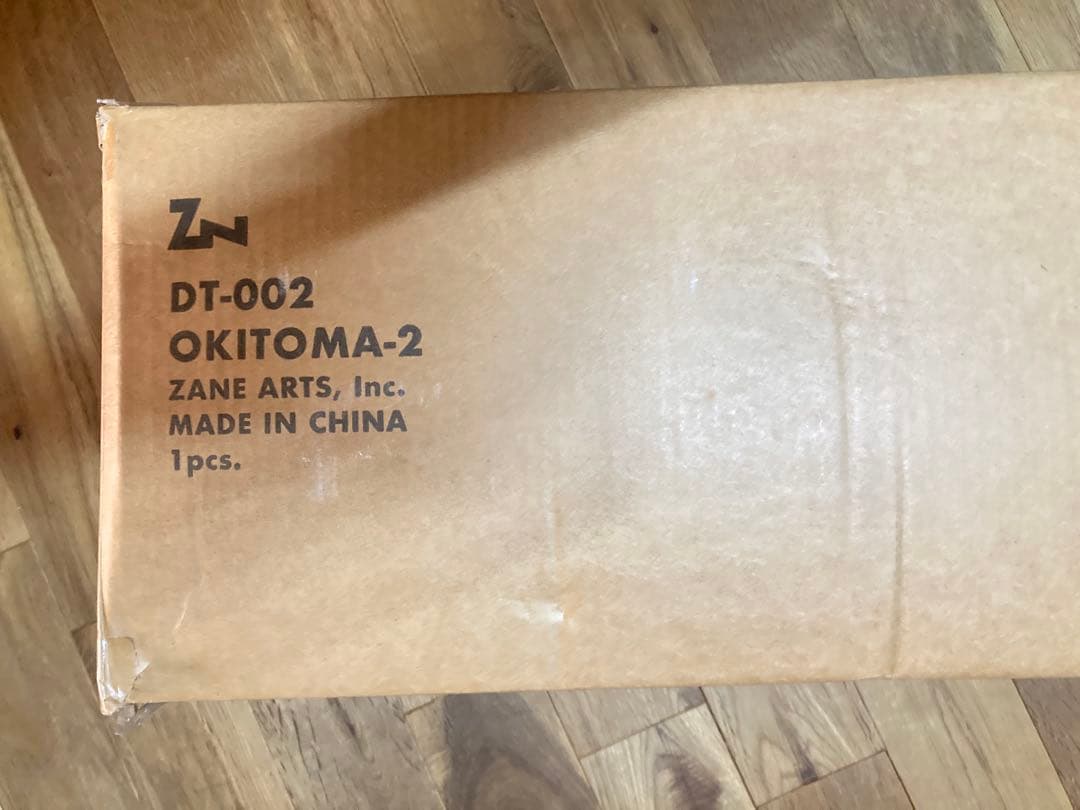 ZN
DT-002
OKITOMA-2
ZANE ARTS, Inc.
MADE IN CHINA
1pcs.